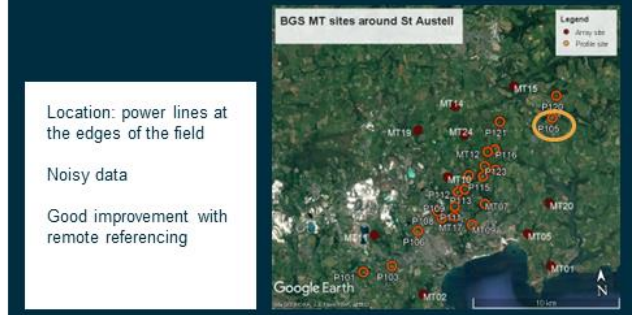 Location: power lines at
the edges of the field
Noisy data
Good improvement with
remote referencing
BGS MT sites around St Austell
Legend
Array site
Profile site
MT15
P120
P105
MT14
MT19
MT24
P121
MT12
P116
P123
MT10
P112
P115
P113
MT07
P109
P108
P111
MT17
MT09
P106
MT11
MT20
MT05
P101
P103
MT01
MT02
Google Earth
10 km
N